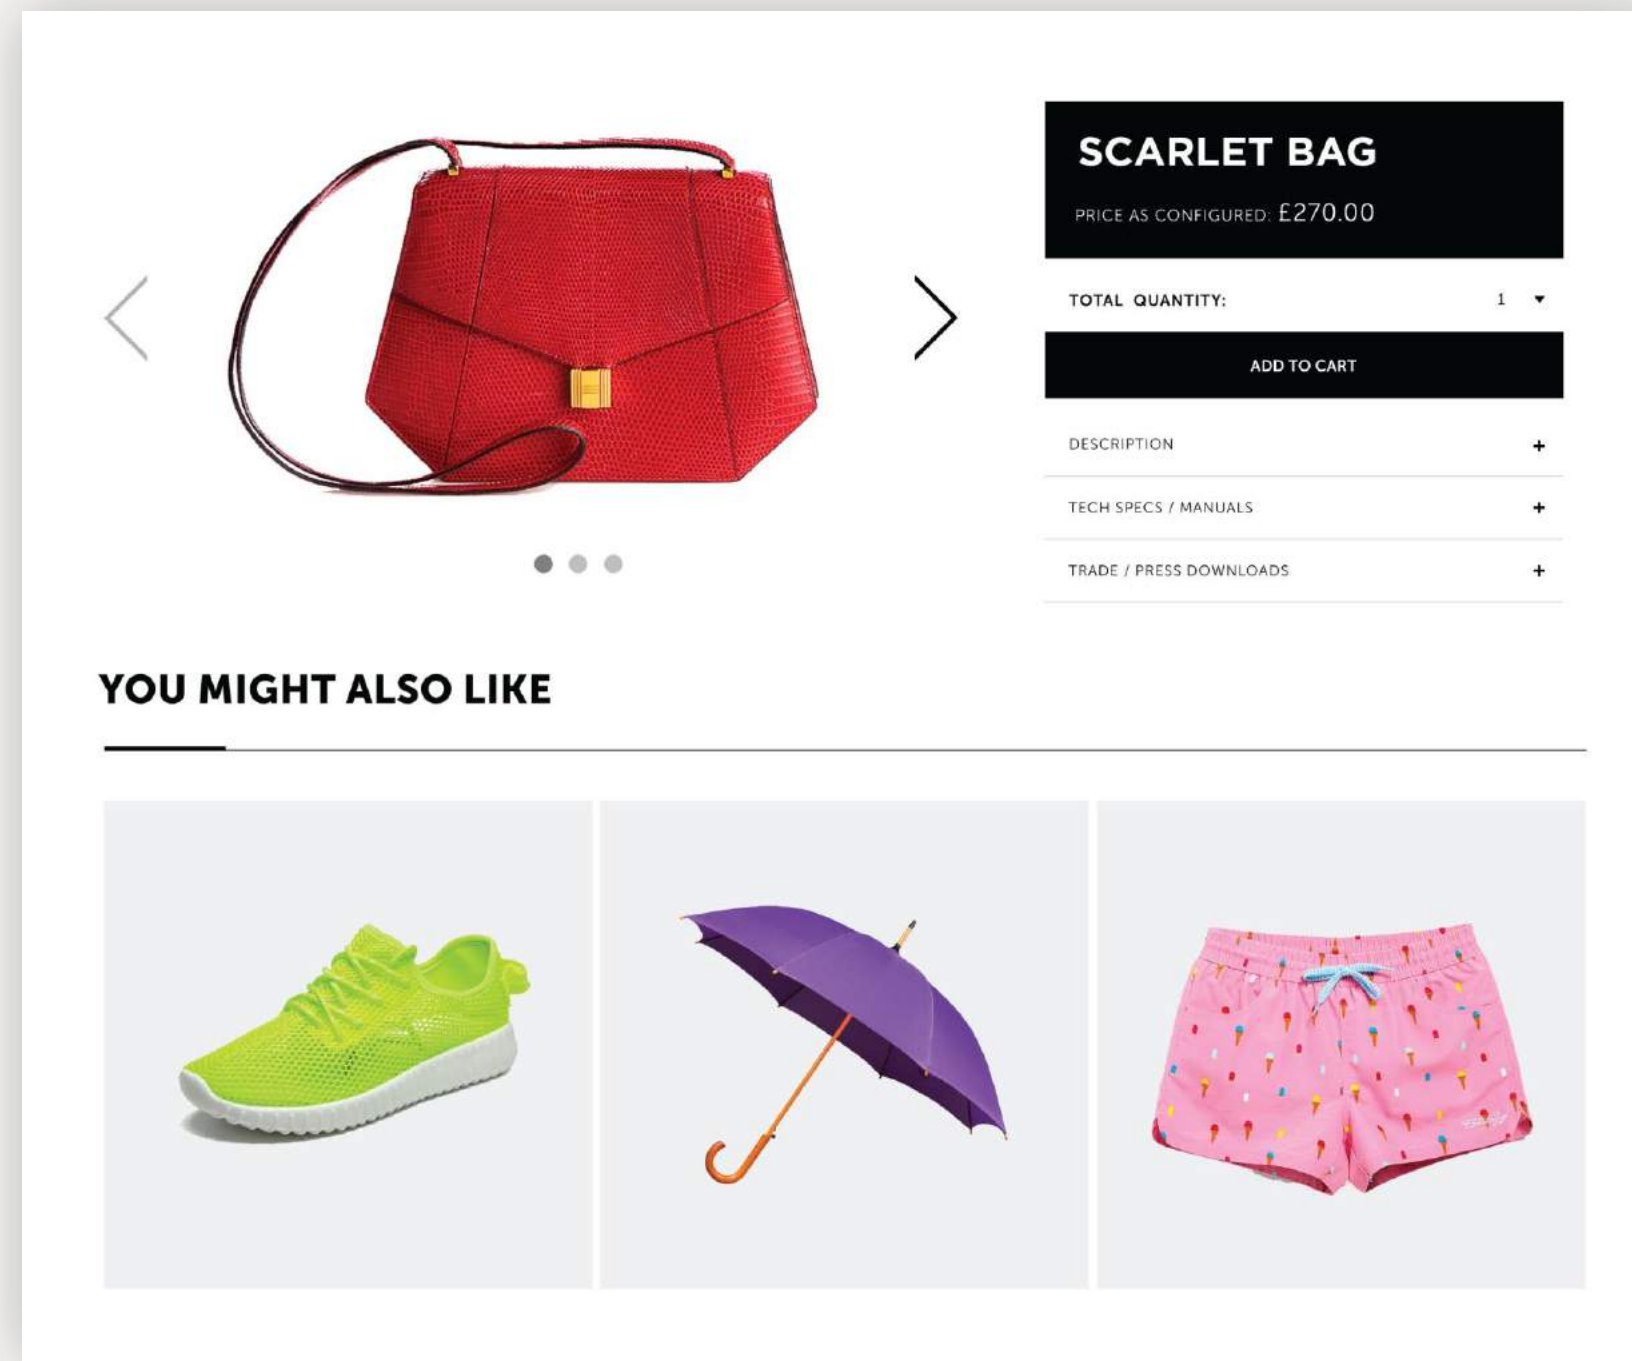 SCARLET BAG
PRICE AS CONFIGURED: £270.00
TOTAL QUANTITY: 1
ADD TO CART
DESCRIPTION +
TECH SPECS / MANUALS +
TRADE / PRESS DOWNLOADS +
YOU MIGHT ALSO LIKE